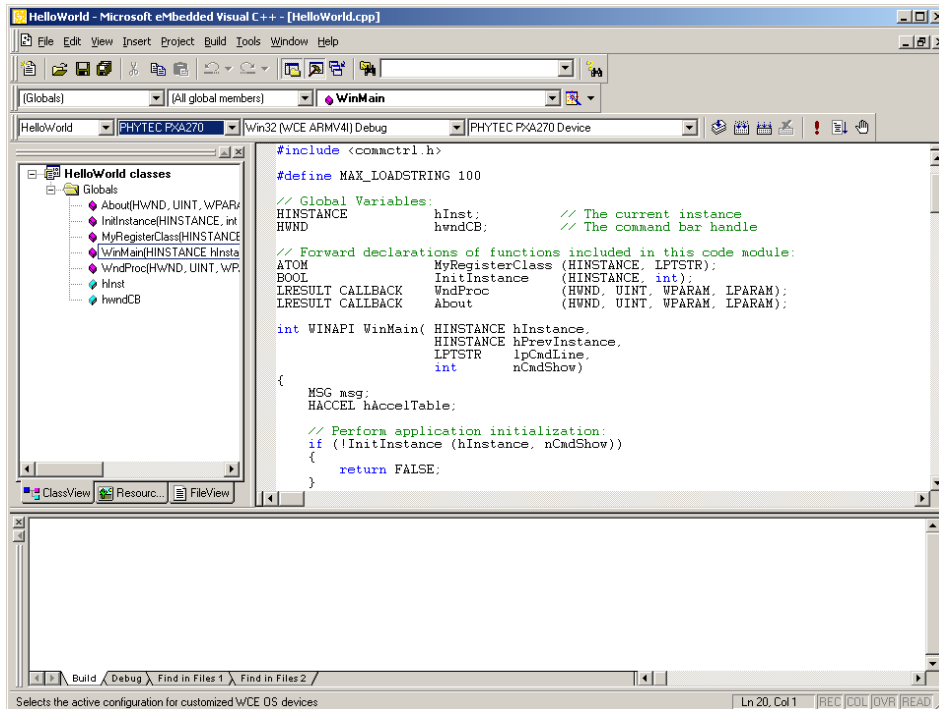 HelloWorld - Microsoft eMbedded Visual C++ - [HelloWorld.cpp]
File Edit View Insert Project Build Tools Window Help
(Globals) (All global members) WinMain
HelloWorld PHYTEC PXA270 Win32 (WCE ARMV4I) Debug PHYTEC PXA270 Device
HelloWorld classes
Globals
About(HWND, UINT, WPARA
InitInstance(HINSTANCE, int
MyRegisterClass(HINSTANCE
WinMain(HINSTANCE hInsta
WndProc(HWND, UINT, WP.
hInst
hwndCB
ClassView Resourc... FileView
#include <commctrl.h>
#define MAX_LOADSTRING 100
// Global Variables:
HINSTANCE hInst; // The current instance
HWND hwndCB; // The command bar handle
// Forward declarations of functions included in this code module:
ATOM MyRegisterClass (HINSTANCE, LPTSTR);
BOOL InitInstance (HINSTANCE, int);
LRESULT CALLBACK WndProc (HWND, UINT, WPARAM, LPARAM);
LRESULT CALLBACK About (HWND, UINT, WPARAM, LPARAM);
int WINAPI WinMain( HINSTANCE hInstance,
HINSTANCE hPrevInstance,
LPTSTR lpCmdLine,
int nCmdShow)
{
MSG msg;
HACCEL hAccelTable;
// Perform application initialization:
if (!InitInstance (hInstance, nCmdShow))
{
return FALSE;
}
Build Debug Find in Files 1 Find in Files 2
Selects the active configuration for customized WCE OS devices Ln 20, Col 1 REC COL OVR READ